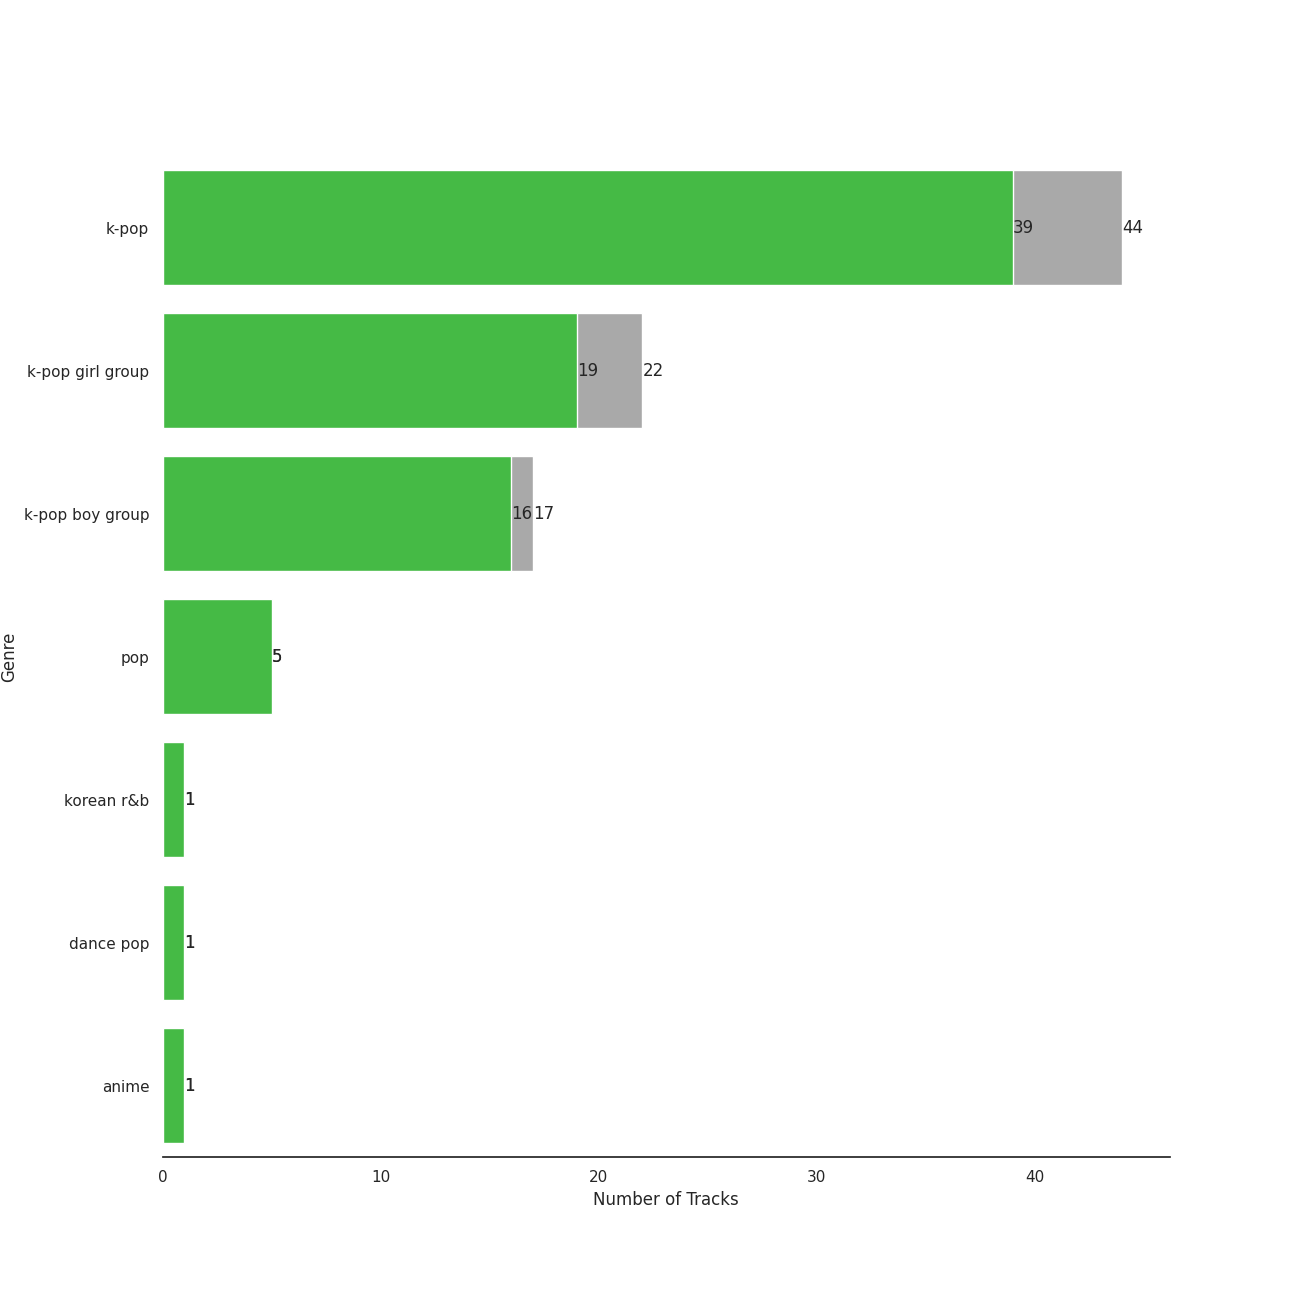 k-pop 39 44
k-pop girl group 19 22
k-pop boy group 16 17
pop 5
korean r&b 1
dance pop 1
anime 1
Genre
0 10 20 30 40
Number of Tracks